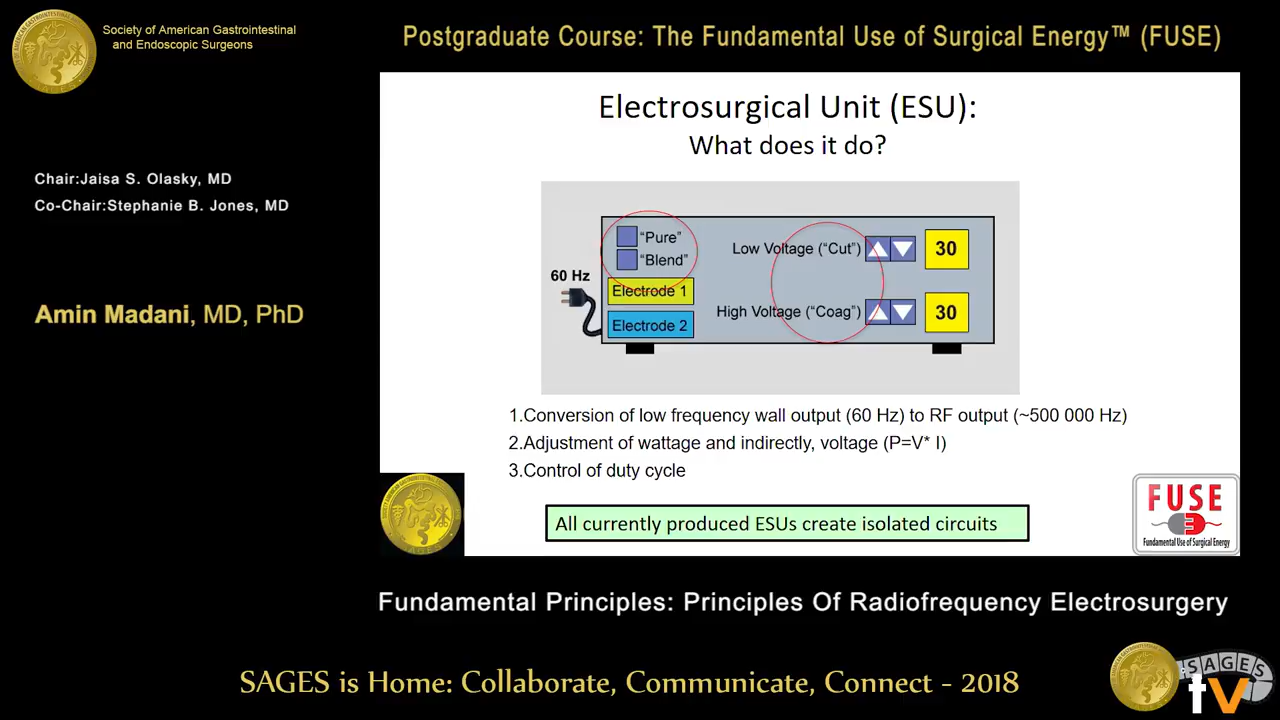 Society of American Gastrointestinal
and Endoscopic Surgeons
Postgraduate Course: The Fundamental Use of Surgical Energy™ (FUSE)
Chair:Jaisa S. Olasky, MD
Co-Chair:Stephanie B. Jones, MD
Amin Madani, MD, PhD
Electrosurgical Unit (ESU):
What does it do?
60 Hz
"Pure"
"Blend"
Electrode 1
Electrode 2
Low Voltage ("Cut")
30
High Voltage ("Coag")
30
1.Conversion of low frequency wall output (60 Hz) to RF output (~500 000 Hz)
2.Adjustment of wattage and indirectly, voltage (P=V* I)
3.Control of duty cycle
All currently produced ESUs create isolated circuits
FUSE
Fundamental Use of Surgical Energy
Fundamental Principles: Principles Of Radiofrequency Electrosurgery
SAGES is Home: Collaborate, Communicate, Connect - 2018
SAGES
tv